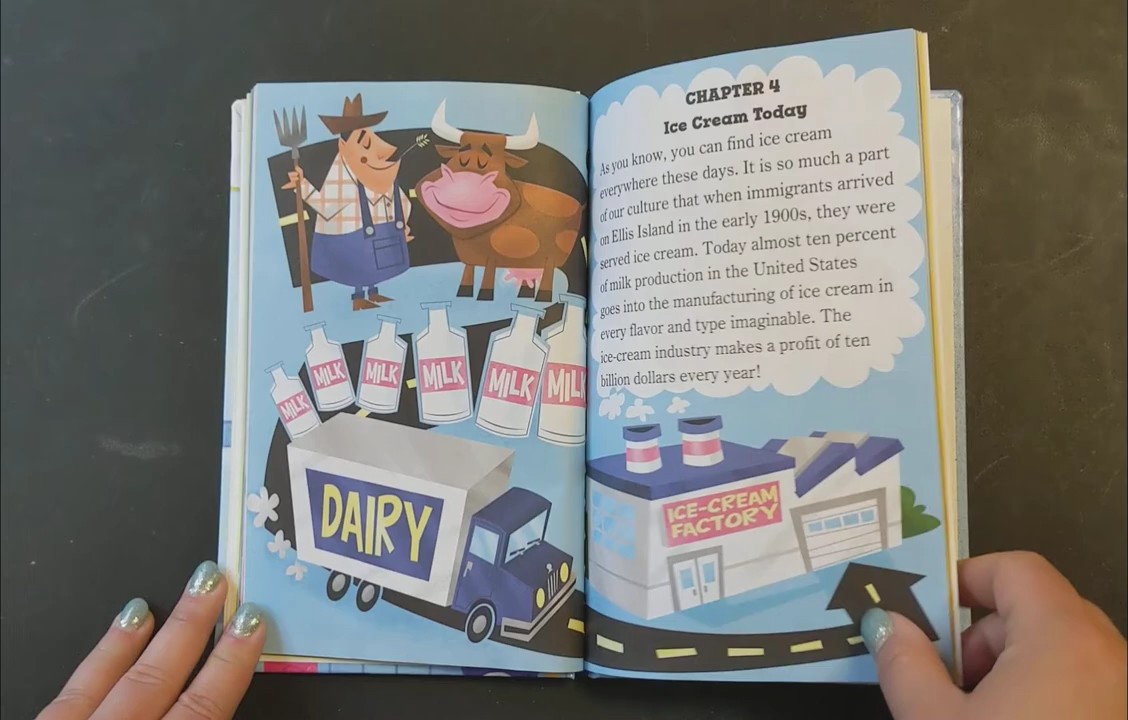 MILK
MILK
MILK
MILK
MILK
MILK
DAIRY
CHAPTER 4
Ice Cream Today
As you know, you can find ice cream
everywhere these days. It is so much a part
of our culture that when immigrants arrived
on Ellis Island in the early 1900s, they were
served ice cream. Today almost ten percent
of milk production in the United States
goes into the manufacturing of ice cream in
every flavor and type imaginable. The
ice-cream industry makes a profit of ten
billion dollars every year!
ICE-CREAM
FACTORY